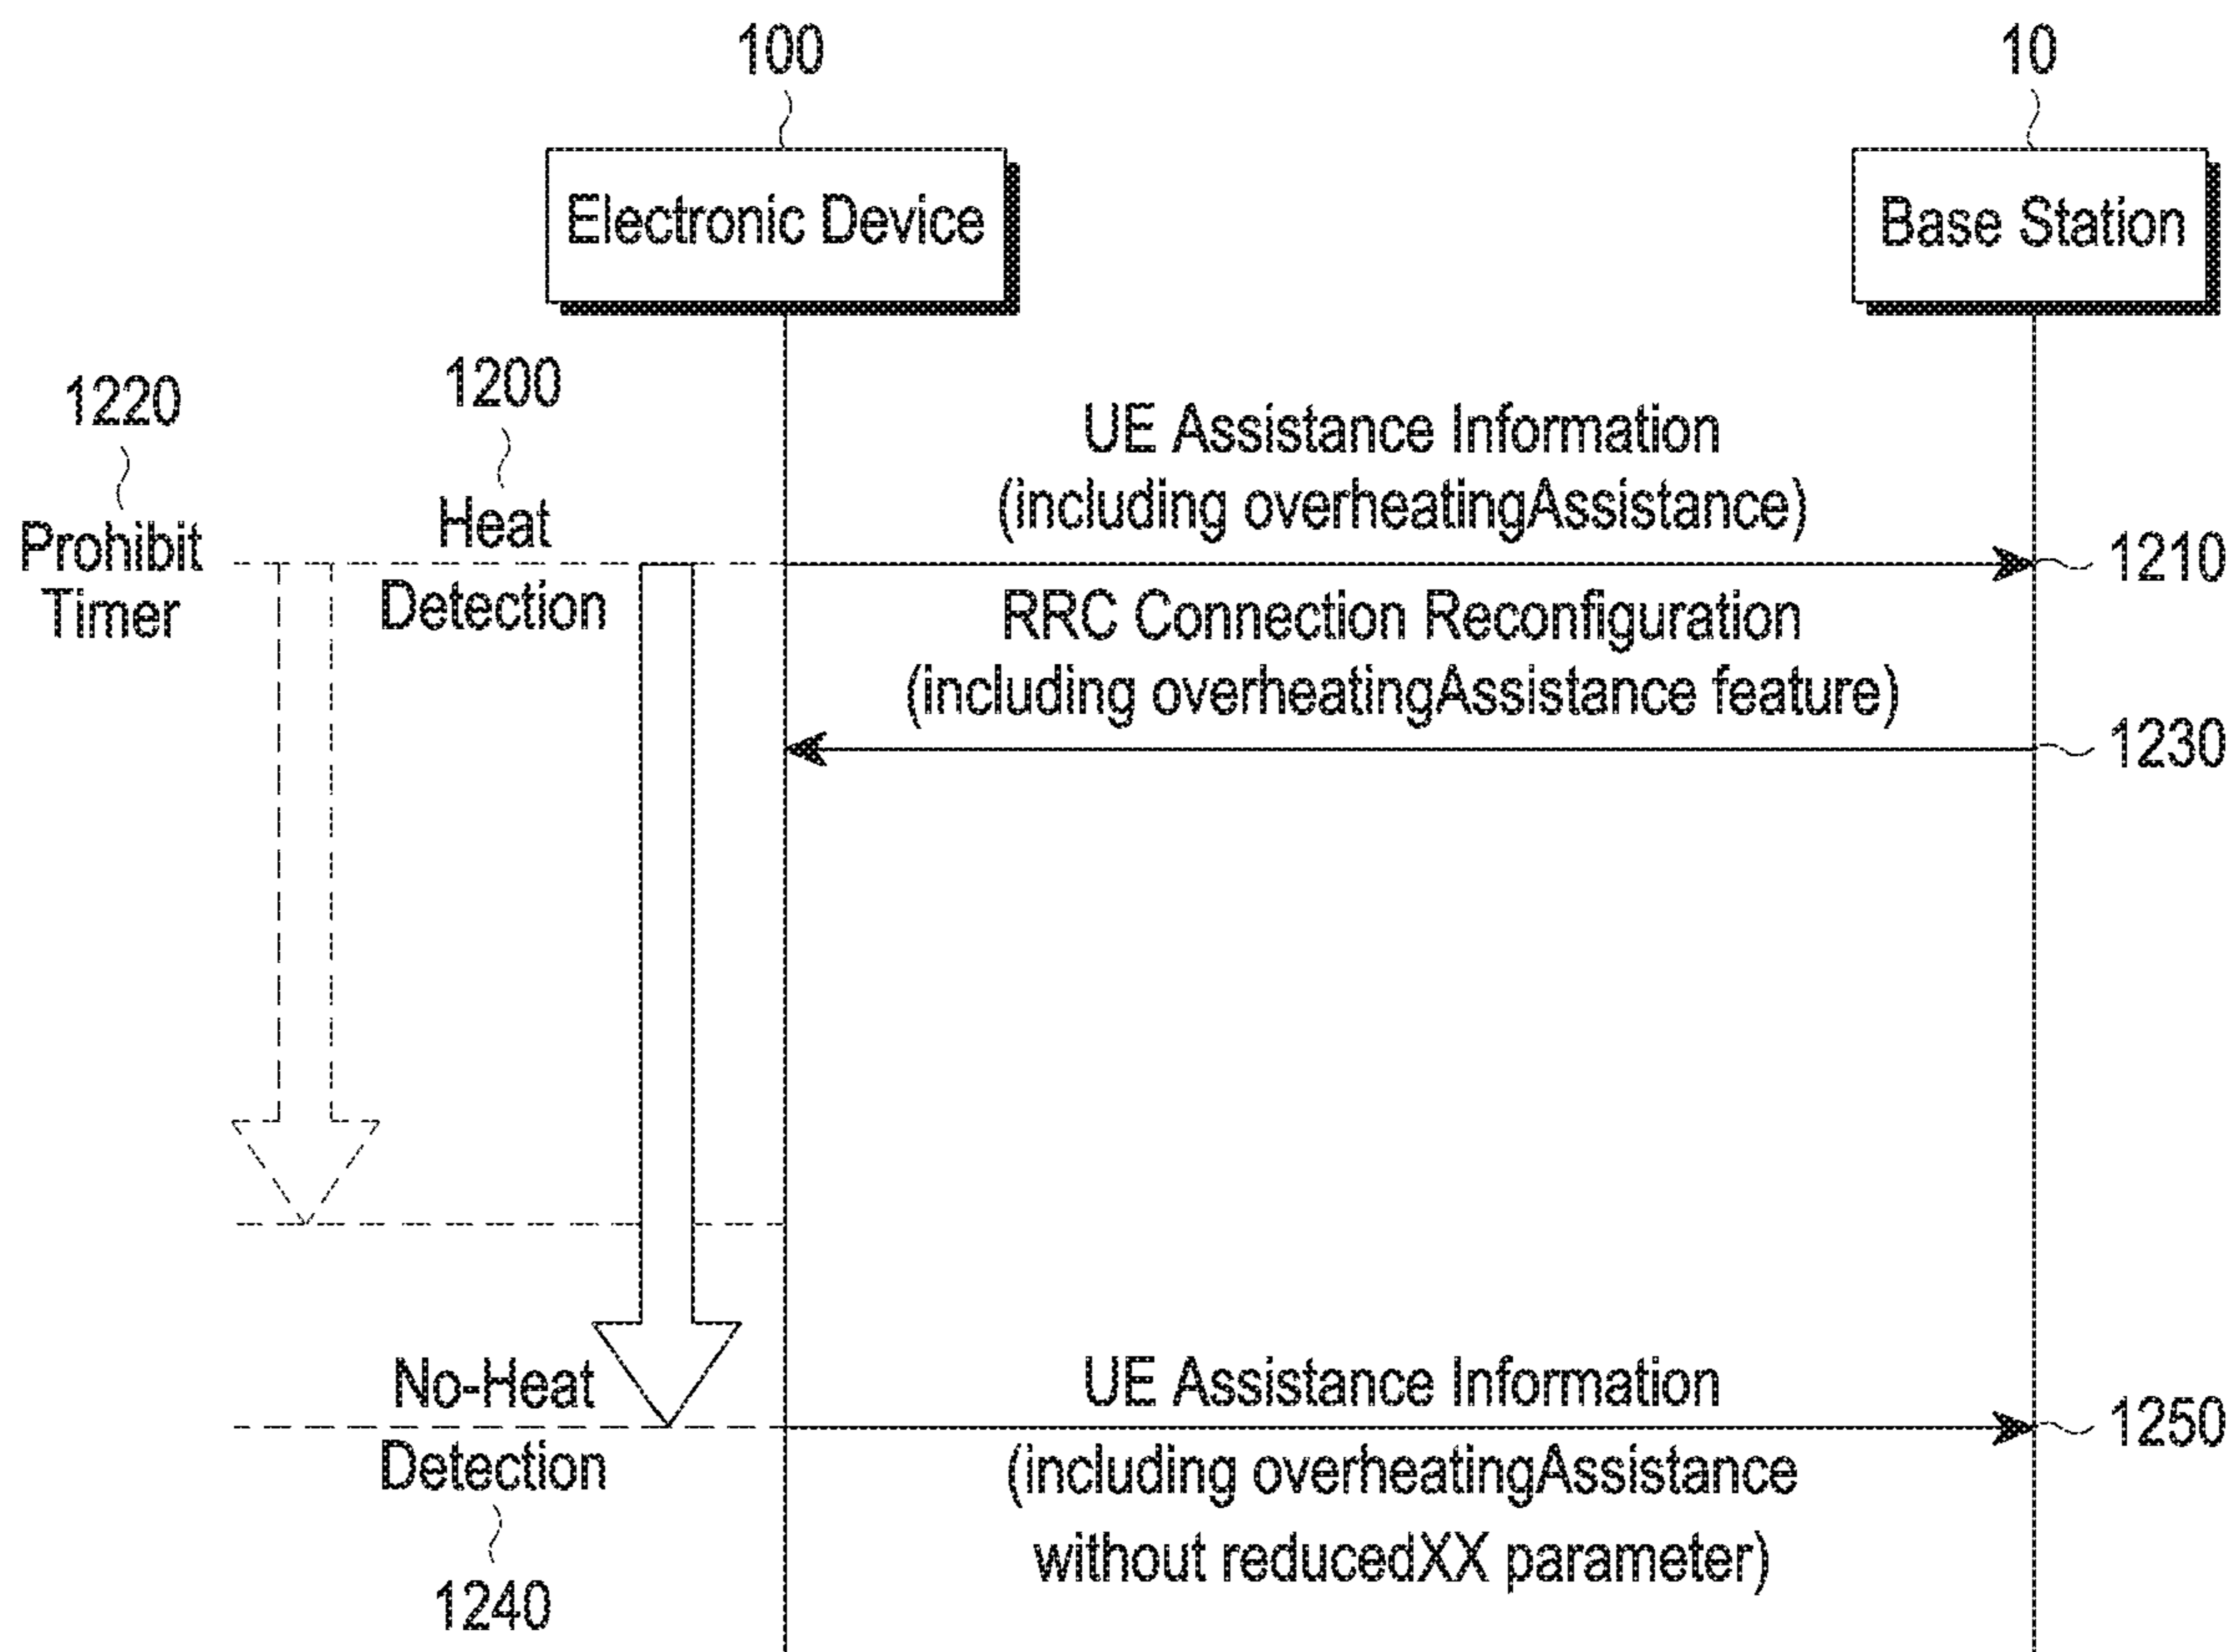 100
10
Electronic Device
Base Station
1220
1200
Prohibit
Timer
Heat
Detection
UE Assistance Information
(including overheatingAssistance)
1210
RRC Connection Reconfiguration
(including overheatingAssistance feature)
1230
No-Heat
Detection
1240
UE Assistance Information
(including overheatingAssistance
without reducedXX parameter)
1250